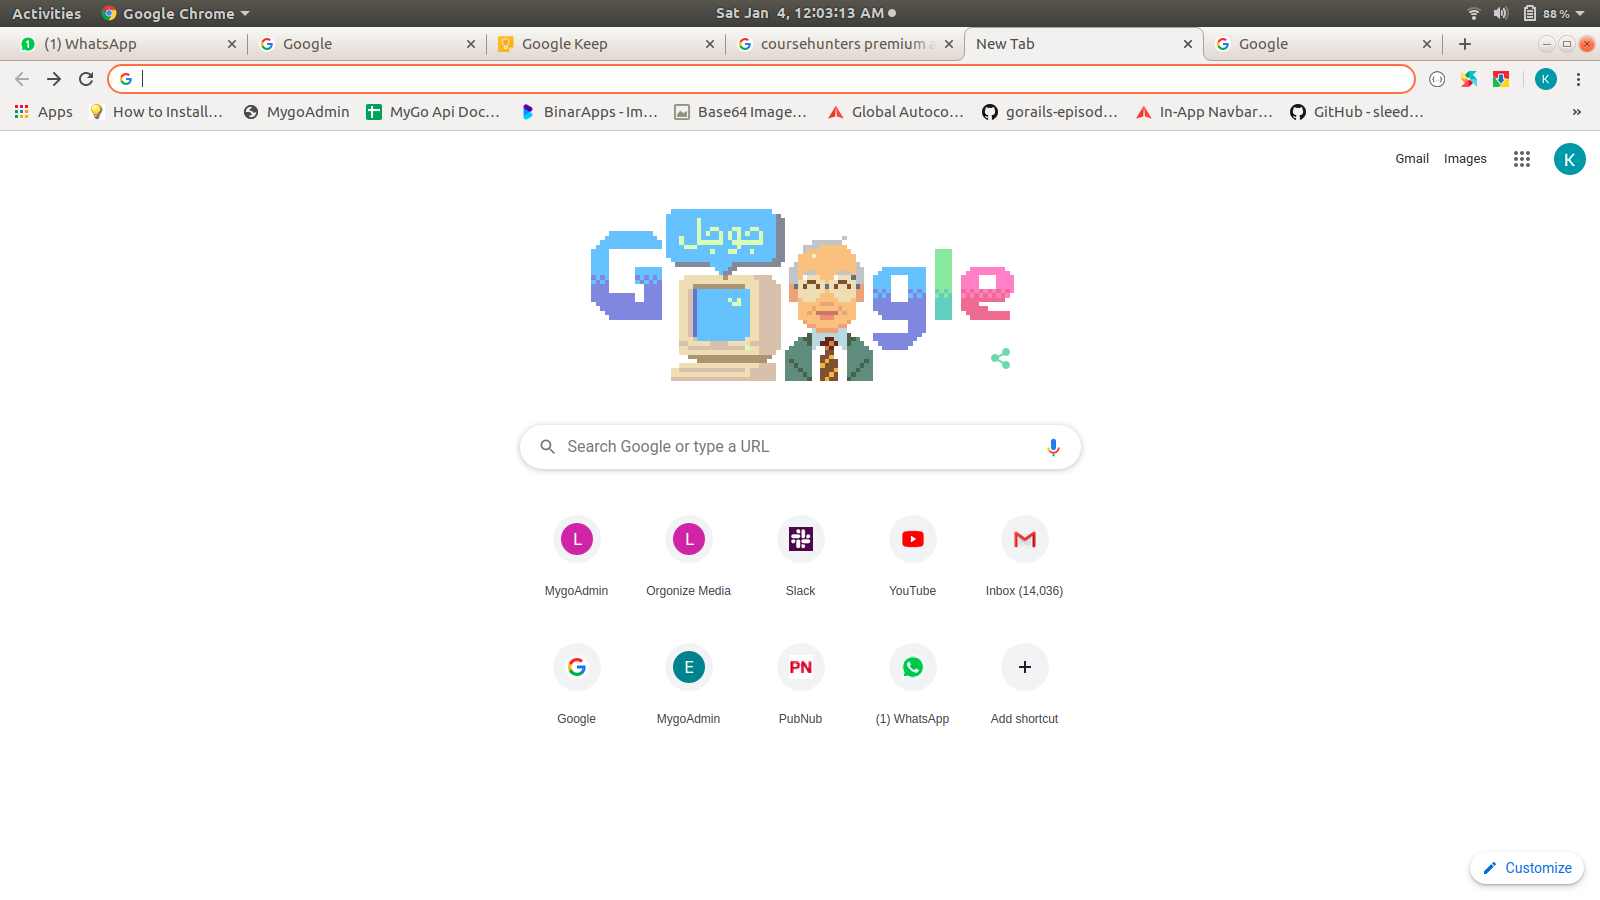 Activities Google Chrome Sat Jan 4, 12:03:13 AM 88 %
(1) WhatsApp Google Google Keep coursehunters premium a New Tab Google
K
Apps How to Install… MygoAdmin MyGo Api Doc… BinarApps - Im… Base64 Image… Global Autoco… gorails-episod… In-App Navbar… GitHub - sleed… »
Gmail Images K
جوجل
G gle
Search Google or type a URL
L L
MygoAdmin Orgonize Media Slack YouTube Inbox (14,036)
E PN
Google MygoAdmin PubNub (1) WhatsApp Add shortcut
Customize